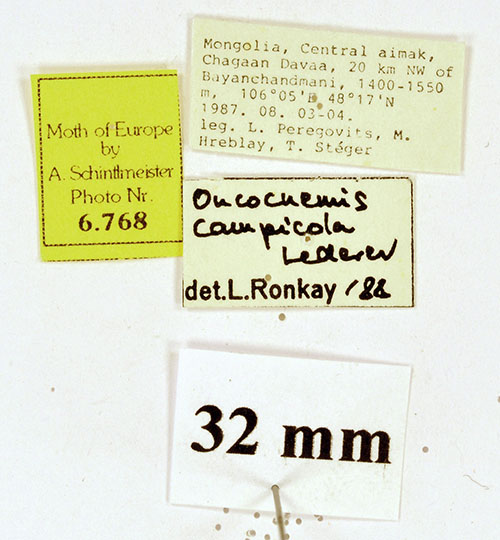 Mongolia, Central aimak,
Chagaan Davaa, 20 km NW of
Bayanchandmani, 1400-1550
m, 106°05'E 48°17'N
1987. 08. 03-04.
leg. L. Peregovits, M.
Hreblay, T. Stéger
Moth of Europe
by
A. Schintlmeister
Photo Nr.
6.768
Oncocnemis
campicola
Lederer
det.L.Ronkay '88
32 mm